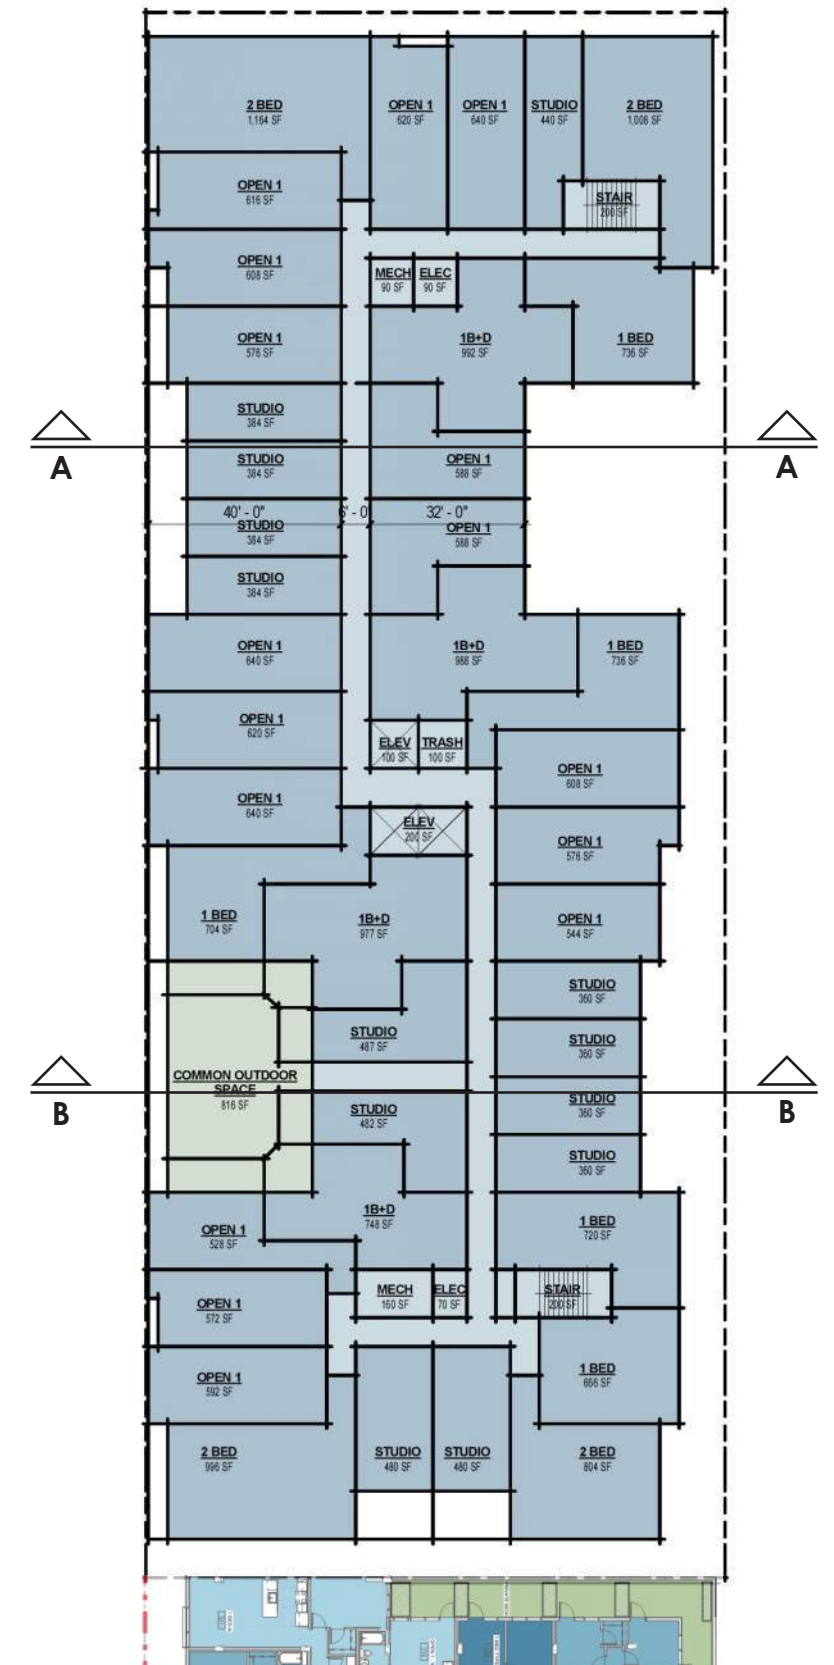 2 BED
1,164 SF
OPEN 1
620 SF
OPEN 1
640 SF
STUDIO
440 SF
2 BED
1,008 SF
OPEN 1
616 SF
STAIR
200 SF
OPEN 1
608 SF
MECH
90 SF
ELEC
90 SF
OPEN 1
576 SF
1B+D
992 SF
1 BED
736 SF
STUDIO
384 SF
A
A
STUDIO
384 SF
OPEN 1
588 SF
40' - 0"
6' - 0"
32' - 0"
STUDIO
384 SF
OPEN 1
588 SF
STUDIO
384 SF
OPEN 1
640 SF
1B+D
988 SF
1 BED
736 SF
OPEN 1
620 SF
ELEV
100 SF
TRASH
100 SF
OPEN 1
608 SF
OPEN 1
640 SF
ELEV
200 SF
OPEN 1
576 SF
1 BED
704 SF
1B+D
977 SF
OPEN 1
544 SF
STUDIO
360 SF
STUDIO
487 SF
STUDIO
360 SF
COMMON OUTDOOR
SPACE
816 SF
STUDIO
482 SF
STUDIO
360 SF
B
B
STUDIO
360 SF
OPEN 1
528 SF
1B+D
748 SF
1 BED
720 SF
OPEN 1
572 SF
MECH
160 SF
ELEC
70 SF
STAIR
200 SF
OPEN 1
592 SF
1 BED
666 SF
2 BED
996 SF
STUDIO
480 SF
STUDIO
480 SF
2 BED
804 SF